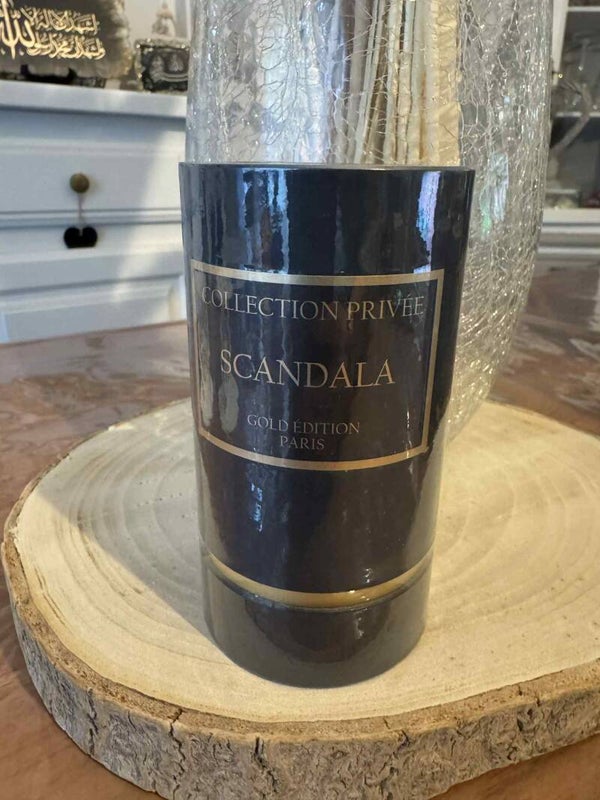 COLLECTION PRIVÉE
SCANDALA
GOLD ÉDITION
PARIS